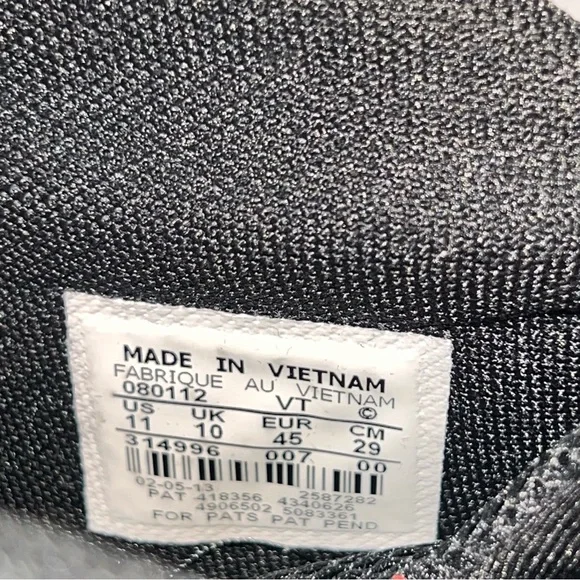 MADE IN VIETNAM
FABRIQUE AU VIETNAM
080112 VT ©
US UK EUR CM
11 10 45 29
314996 007 00
02-05-13 2587282
PAT 418356 4340626
4906502 5083361
FOR PATS PAT PEND